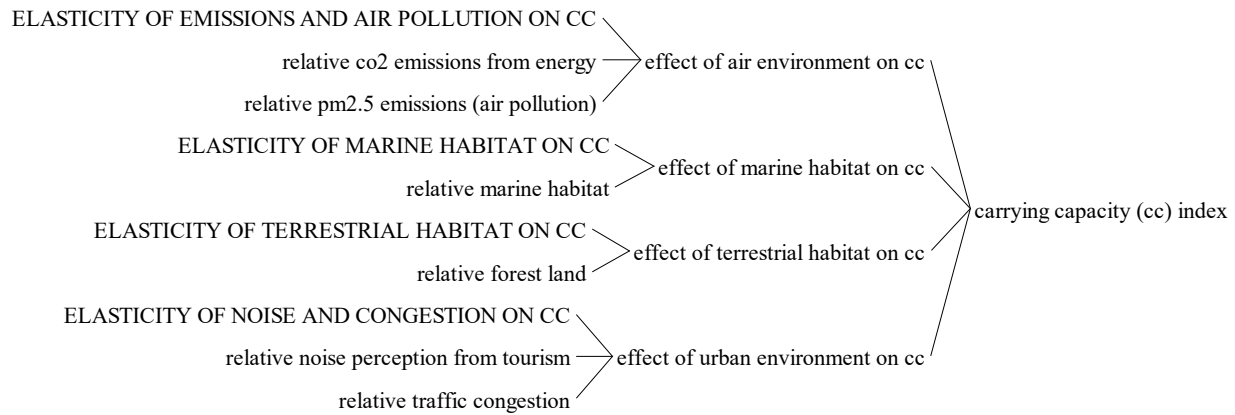 ELASTICITY OF EMISSIONS AND AIR POLLUTION ON CC
relative co2 emissions from energy
relative pm2.5 emissions (air pollution)
effect of air environment on cc
ELASTICITY OF MARINE HABITAT ON CC
relative marine habitat
effect of marine habitat on cc
ELASTICITY OF TERRESTRIAL HABITAT ON CC
relative forest land
effect of terrestrial habitat on cc
ELASTICITY OF NOISE AND CONGESTION ON CC
relative noise perception from tourism
relative traffic congestion
effect of urban environment on cc
carrying capacity (cc) index